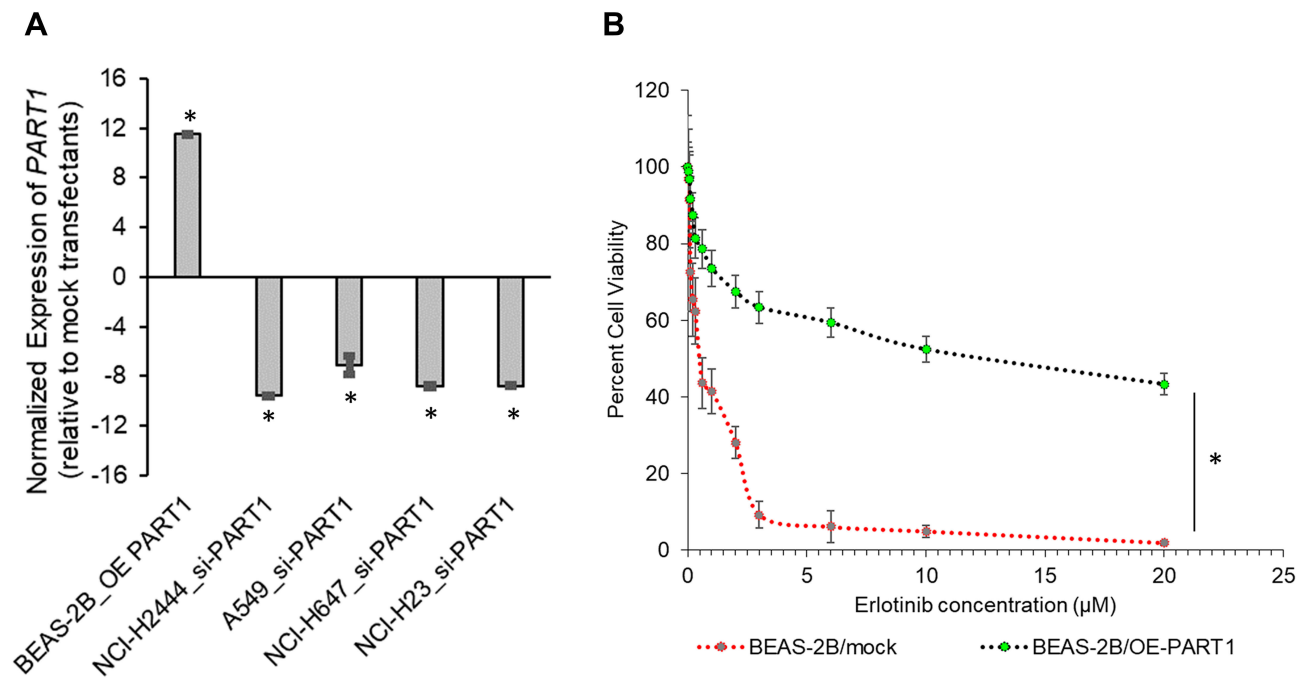 A
Normalized Expression of PART1
(relative to mock transfectants)
16
12
8
4
0
-4
-8
-12
-16
*
*
*
*
*
BEAS-2B_OE PART1
NCI-H2444_si-PART1
A549_si-PART1
NCI-H647_si-PART1
NCI-H23_si-PART1
B
Percent Cell Viability
120
100
80
60
40
20
0
*
0
5
10
15
20
25
Erlotinib concentration (µM)
BEAS-2B/mock
BEAS-2B/OE-PART1